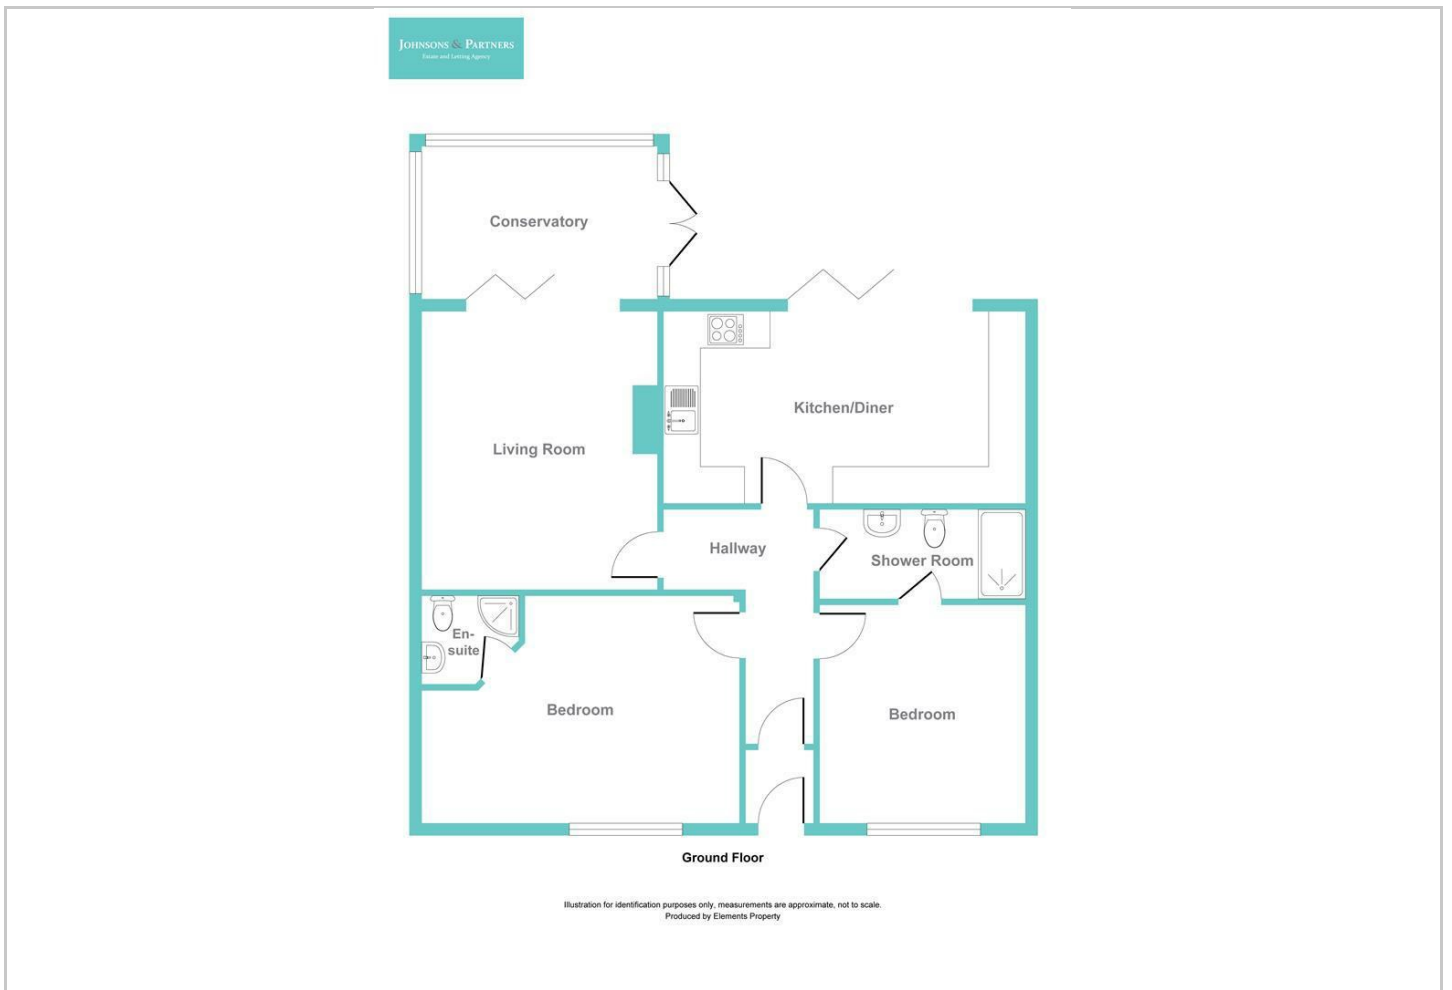 JOHNSONS & PARTNERS
Estate and Letting Agency
Conservatory
Kitchen/Diner
Living Room
Hallway
Shower Room
En-
suite
Bedroom
Bedroom
Ground Floor
Illustration for identification purposes only, measurements are approximate, not to scale.
Produced by Elements Property